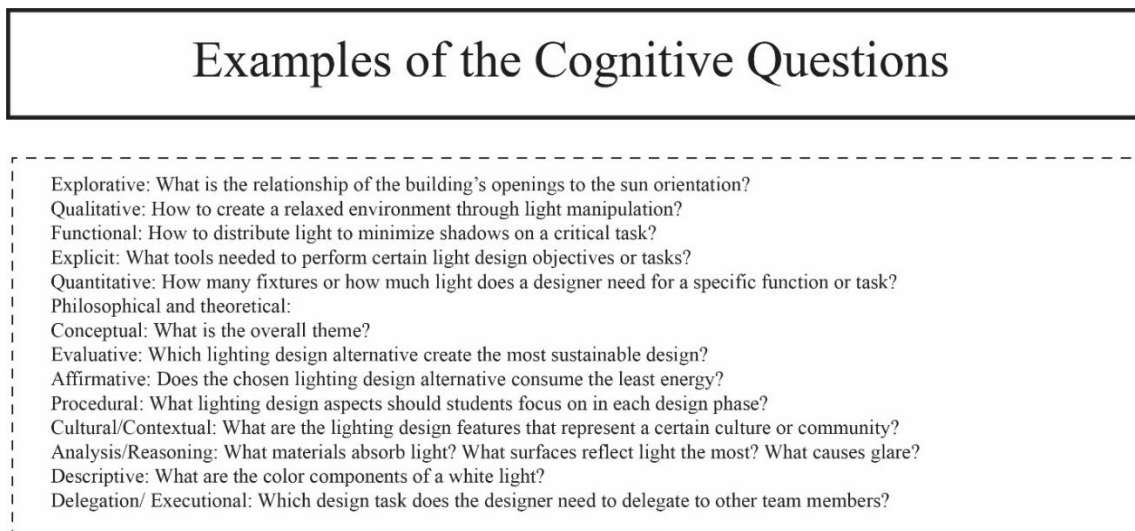 Examples of the Cognitive Questions
Explorative: What is the relationship of the building's openings to the sun orientation?
Qualitative: How to create a relaxed environment through light manipulation?
Functional: How to distribute light to minimize shadows on a critical task?
Explicit: What tools needed to perform certain light design objectives or tasks?
Quantitative: How many fixtures or how much light does a designer need for a specific function or task?
Philosophical and theoretical:
Conceptual: What is the overall theme?
Evaluative: Which lighting design alternative create the most sustainable design?
Affirmative: Does the chosen lighting design alternative consume the least energy?
Procedural: What lighting design aspects should students focus on in each design phase?
Cultural/Contextual: What are the lighting design features that represent a certain culture or community?
Analysis/Reasoning: What materials absorb light? What surfaces reflect light the most? What causes glare?
Descriptive: What are the color components of a white light?
Delegation/ Executional: Which design task does the designer need to delegate to other team members?